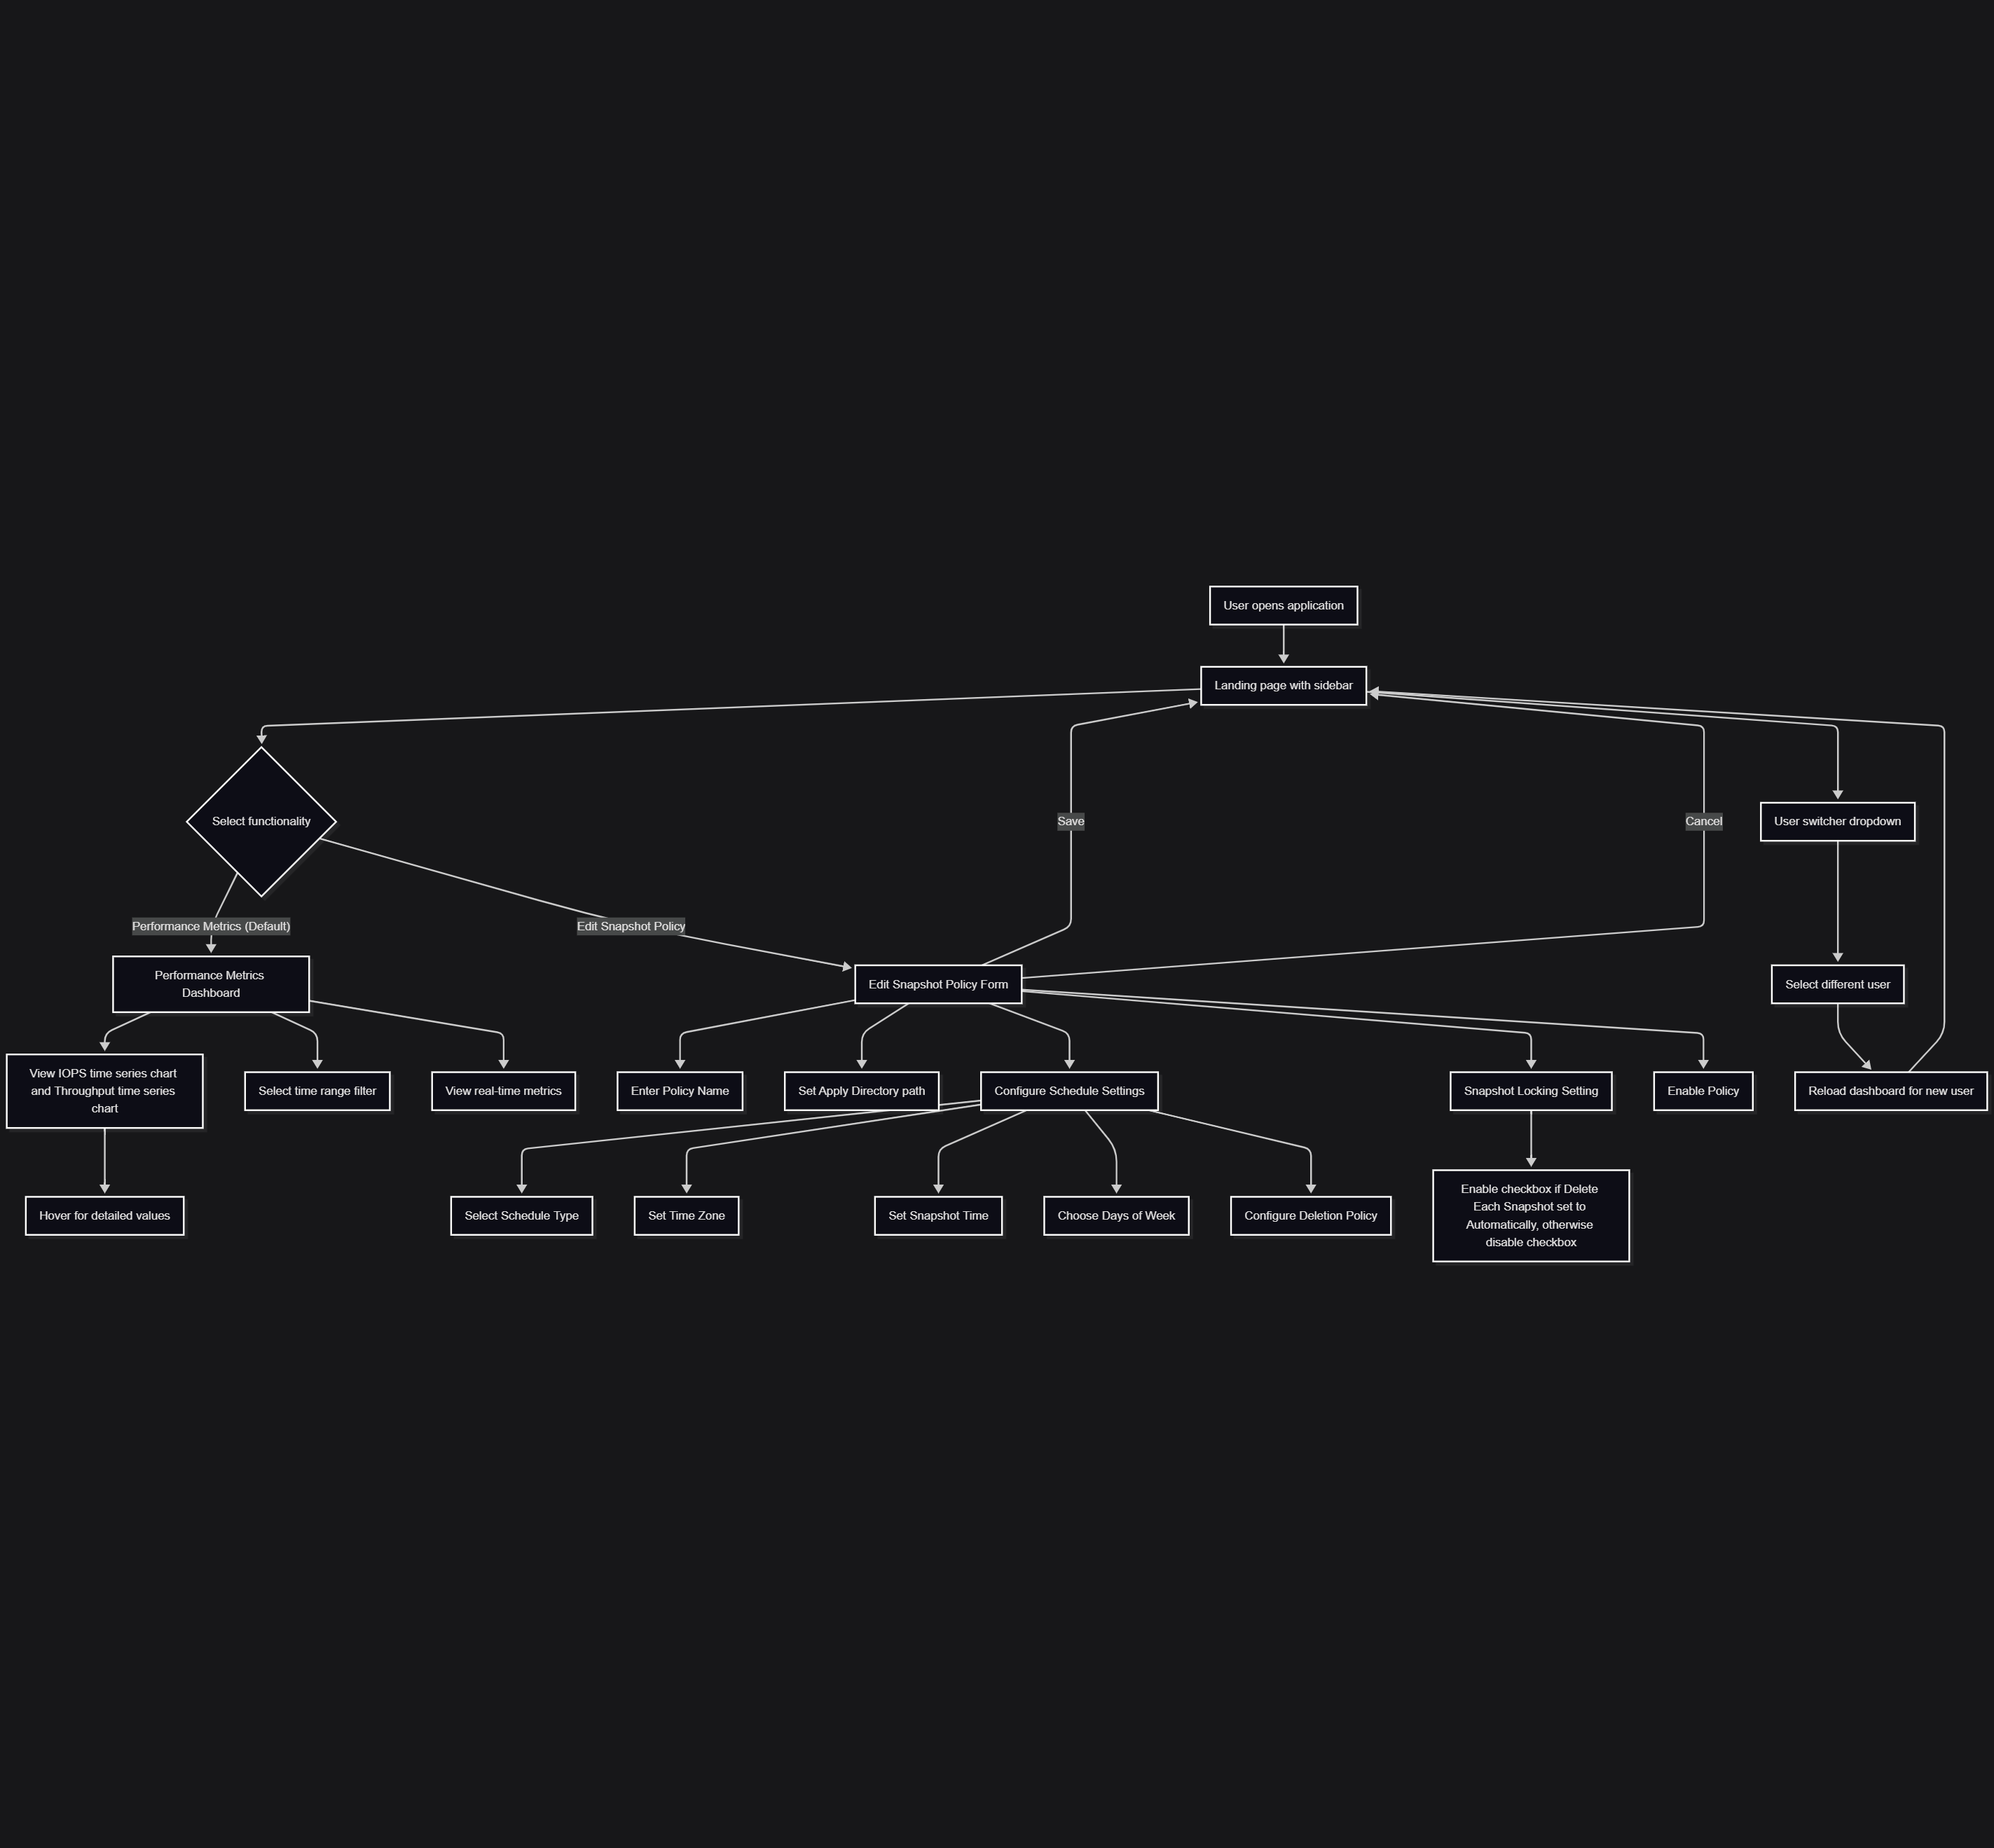 User opens application
Landing page with sidebar
Select functionality
Save
Cancel
User switcher dropdown
Performance Metrics (Default)
Edit Snapshot Policy
Performance Metrics
Dashboard
Edit Snapshot Policy Form
Select different user
View IOPS time series chart
and Throughput time series
chart
Select time range filter
View real-time metrics
Enter Policy Name
Set Apply Directory path
Configure Schedule Settings
Snapshot Locking Setting
Enable Policy
Reload dashboard for new user
Hover for detailed values
Select Schedule Type
Set Time Zone
Set Snapshot Time
Choose Days of Week
Configure Deletion Policy
Enable checkbox if Delete
Each Snapshot set to
Automatically, otherwise
disable checkbox